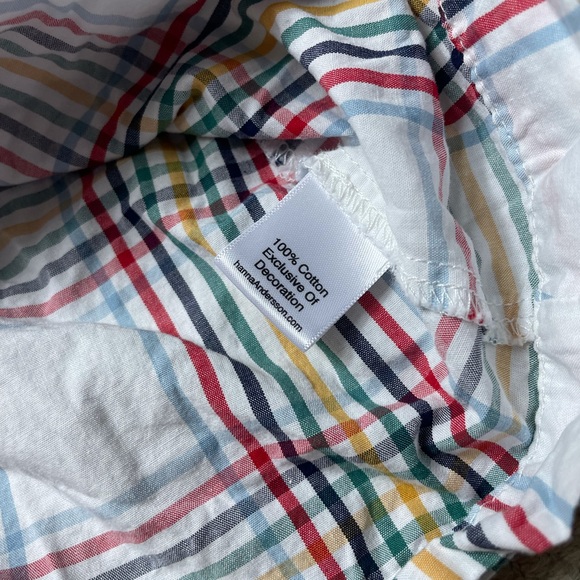 100% Cotton
Exclusive Of
Decoration
hannaAndersson.com